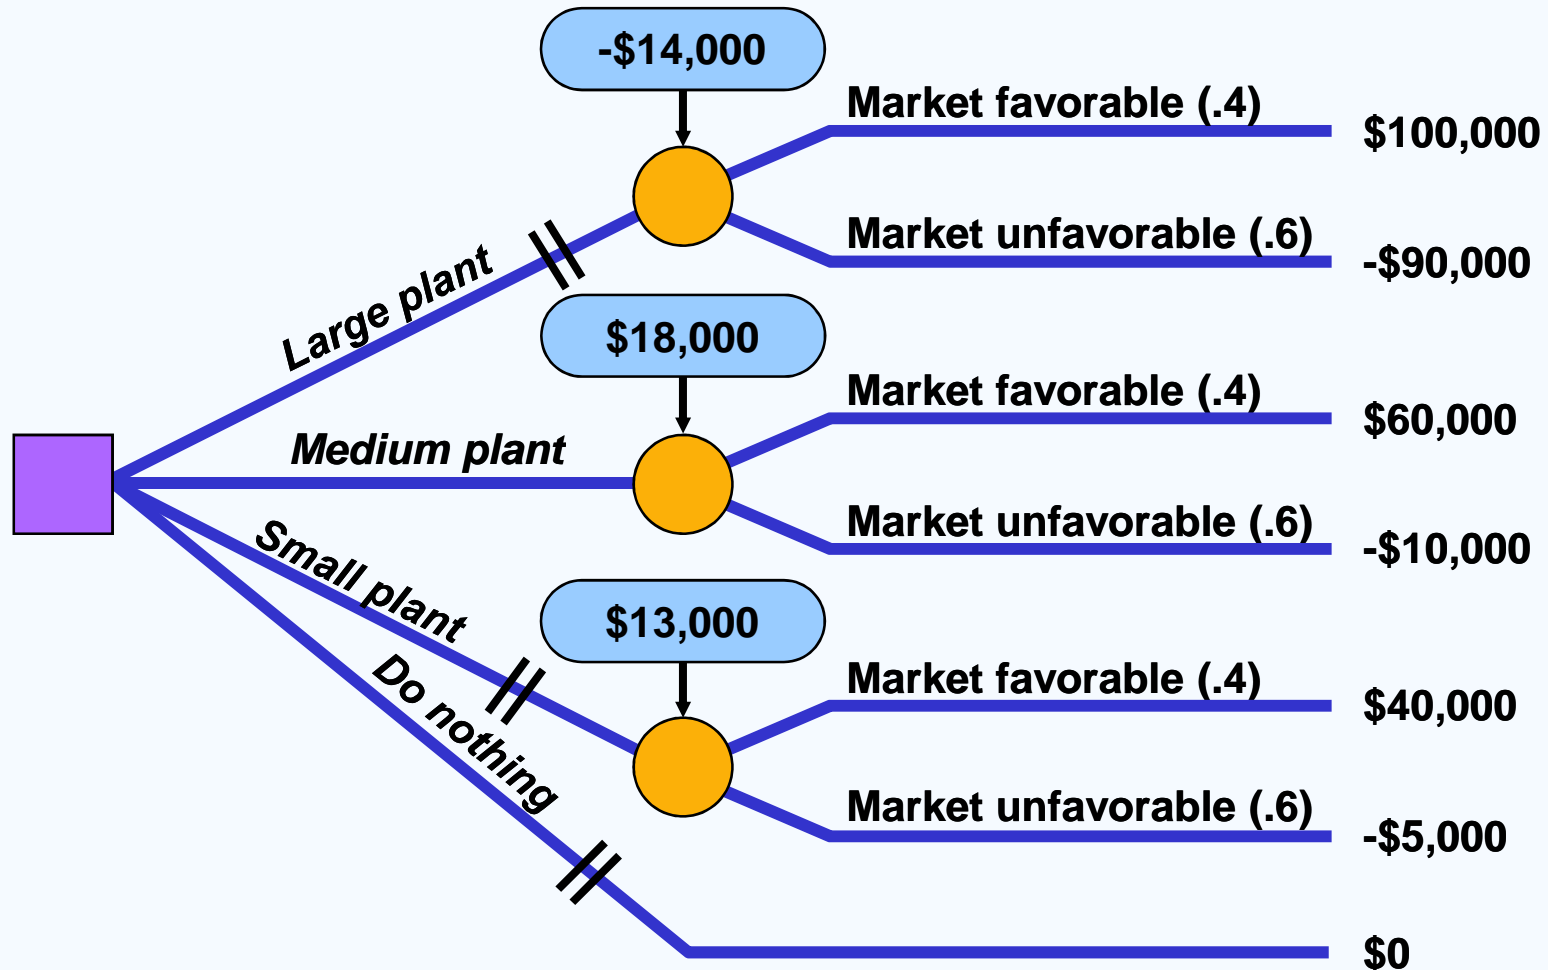 -$14,000
Market favorable (.4)
$100,000
Market unfavorable (.6)
-$90,000
Large plant
$18,000
Market favorable (.4)
$60,000
Medium plant
Market unfavorable (.6)
-$10,000
Small plant
$13,000
Market favorable (.4)
$40,000
Do nothing
Market unfavorable (.6)
-$5,000
$0